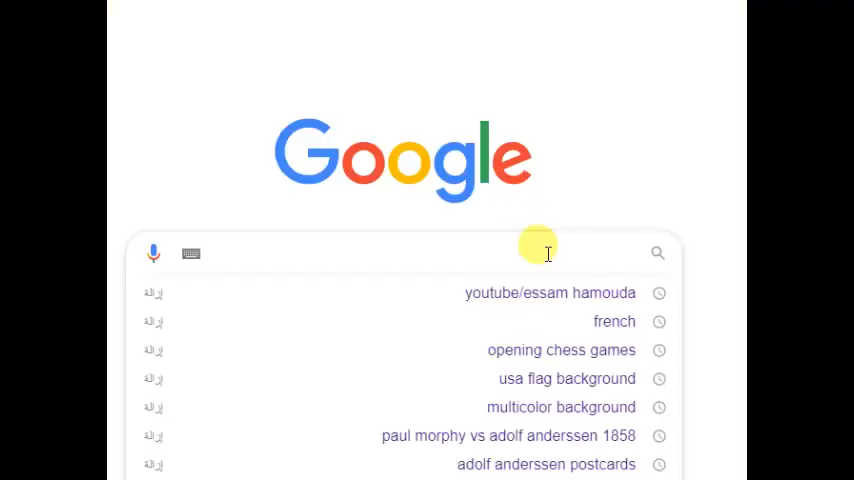 Google
youtube/essam hamouda إزالة
french إزالة
opening chess games إزالة
usa flag background إزالة
multicolor background إزالة
paul morphy vs adolf anderssen 1858 إزالة
adolf anderssen postcards إزالة